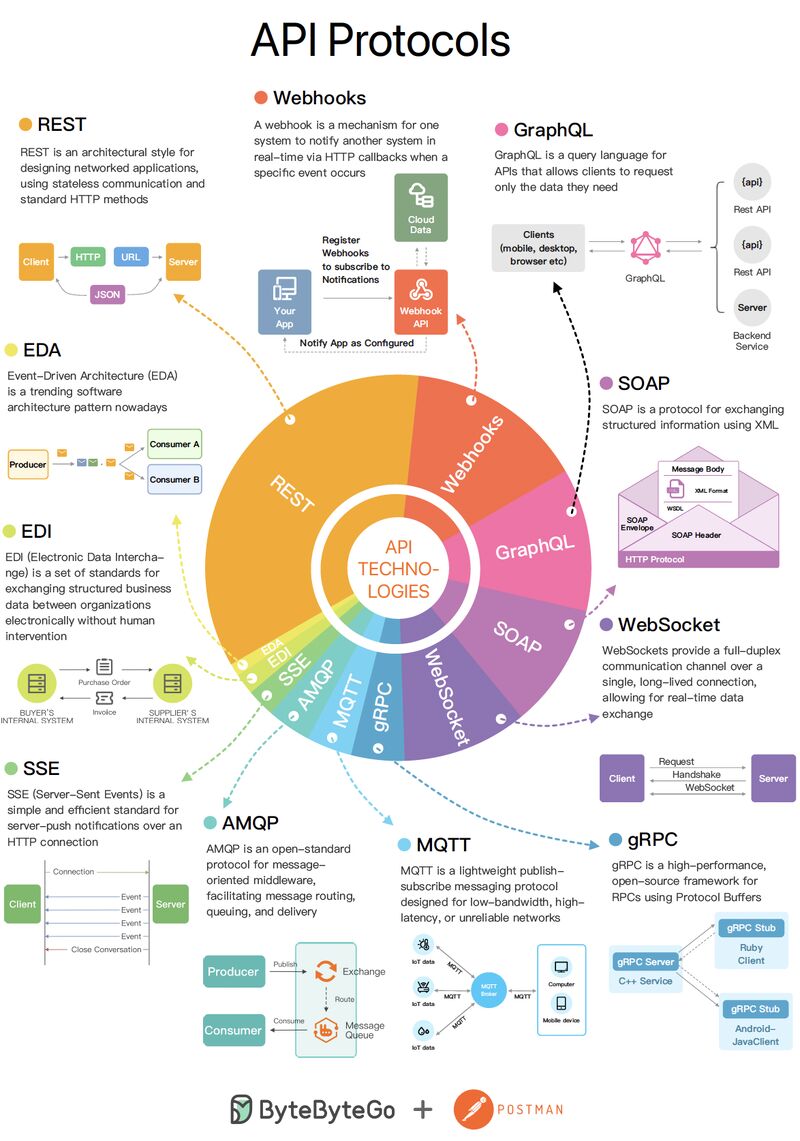 API Protocols
REST
REST is an architectural style for
designing networked applications,
using stateless communication and
standard HTTP methods
Client
HTTP
URL
Server
JSON
Webhooks
A webhook is a mechanism for one
system to notify another system in
real-time via HTTP callbacks when a
specific event occurs
Cloud
Data
Register
Webhooks
to subscribe to
Notifications
Your
App
Webhook
API
Notify App as Configured
GraphQL
GraphQL is a query language for
APIs that allows clients to request
only the data they need
Clients
(mobile, desktop,
browser etc)
GraphQL
{api}
Rest API
{api}
Rest API
Server
Backend
Service
EDA
Event-Driven Architecture (EDA)
is a trending software
architecture pattern nowadays
Producer
Consumer A
Consumer B
SOAP
SOAP is a protocol for exchanging
structured information using XML
Message Body
XML Format
WSDL
SOAP
Envelope
SOAP Header
HTTP Protocol
EDI
EDI (Electronic Data Intercha-
nge) is a set of standards for
exchanging structured business
data between organizations
electronically without human
intervention
Purchase Order
Invoice
BUYER'S
INTERNAL SYSTEM
SUPPLIER' S
INTERNAL SYSTEM
REST
Webhooks
GraphQL
SOAP
WebSocket
gRPC
MQTT
AMQP
SSE
EDI
EDA
API
TECHNO-
LOGIES
WebSocket
WebSockets provide a full-duplex
communication channel over a
single, long-lived connection,
allowing for real-time data
exchange
Client
Request
Handshake
WebSocket
Server
SSE
SSE (Server-Sent Events) is a
simple and efficient standard for
server-push notifications over an
HTTP connection
Client
Connection
Event
Event
Event
Event
Close Conversation
Server
AMQP
AMQP is an open-standard
protocol for message-
oriented middleware,
facilitating message routing,
queuing, and delivery
Producer
Publish
Exchange
Route
Consumer
Consume
Message
Queue
MQTT
MQTT is a lightweight publish-
subscribe messaging protocol
designed for low-bandwidth, high-
latency, or unreliable networks
IoT data
IoT data
IoT data
MQTT
MQTT
MQTT
MQTT
Broker
MQTT
Computer
Mobile device
gRPC
gRPC is a high-performance,
open-source framework for
RPCs using Protocol Buffers
gRPC Server
C++ Service
gRPC Stub
Ruby
Client
gRPC Stub
Android-
JavaClient
ByteByteGo + POSTMAN